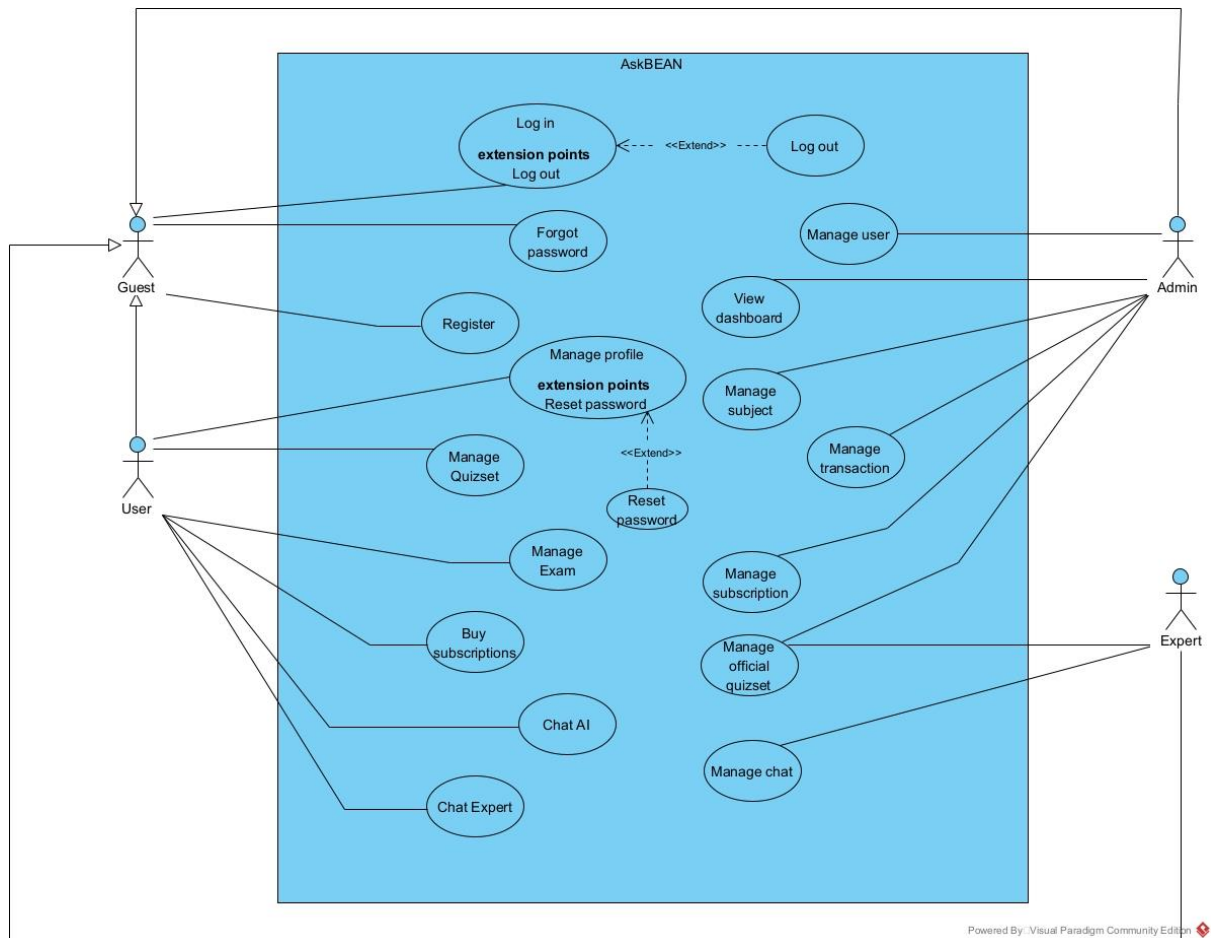 AskBEAN
Log in
extension points
Log out
<<Extend>>
Log out
Forgot
password
Manage user
Guest
Admin
Register
View
dashboard
Manage profile
extension points
Reset password
Manage
subject
<<Extend>>
Manage
Quizset
Manage
transaction
User
Reset
password
Manage
Exam
Manage
subscription
Buy
subscriptions
Expert
Manage
official
quizset
Chat AI
Manage chat
Chat Expert
Powered By Visual Paradigm Community Edition